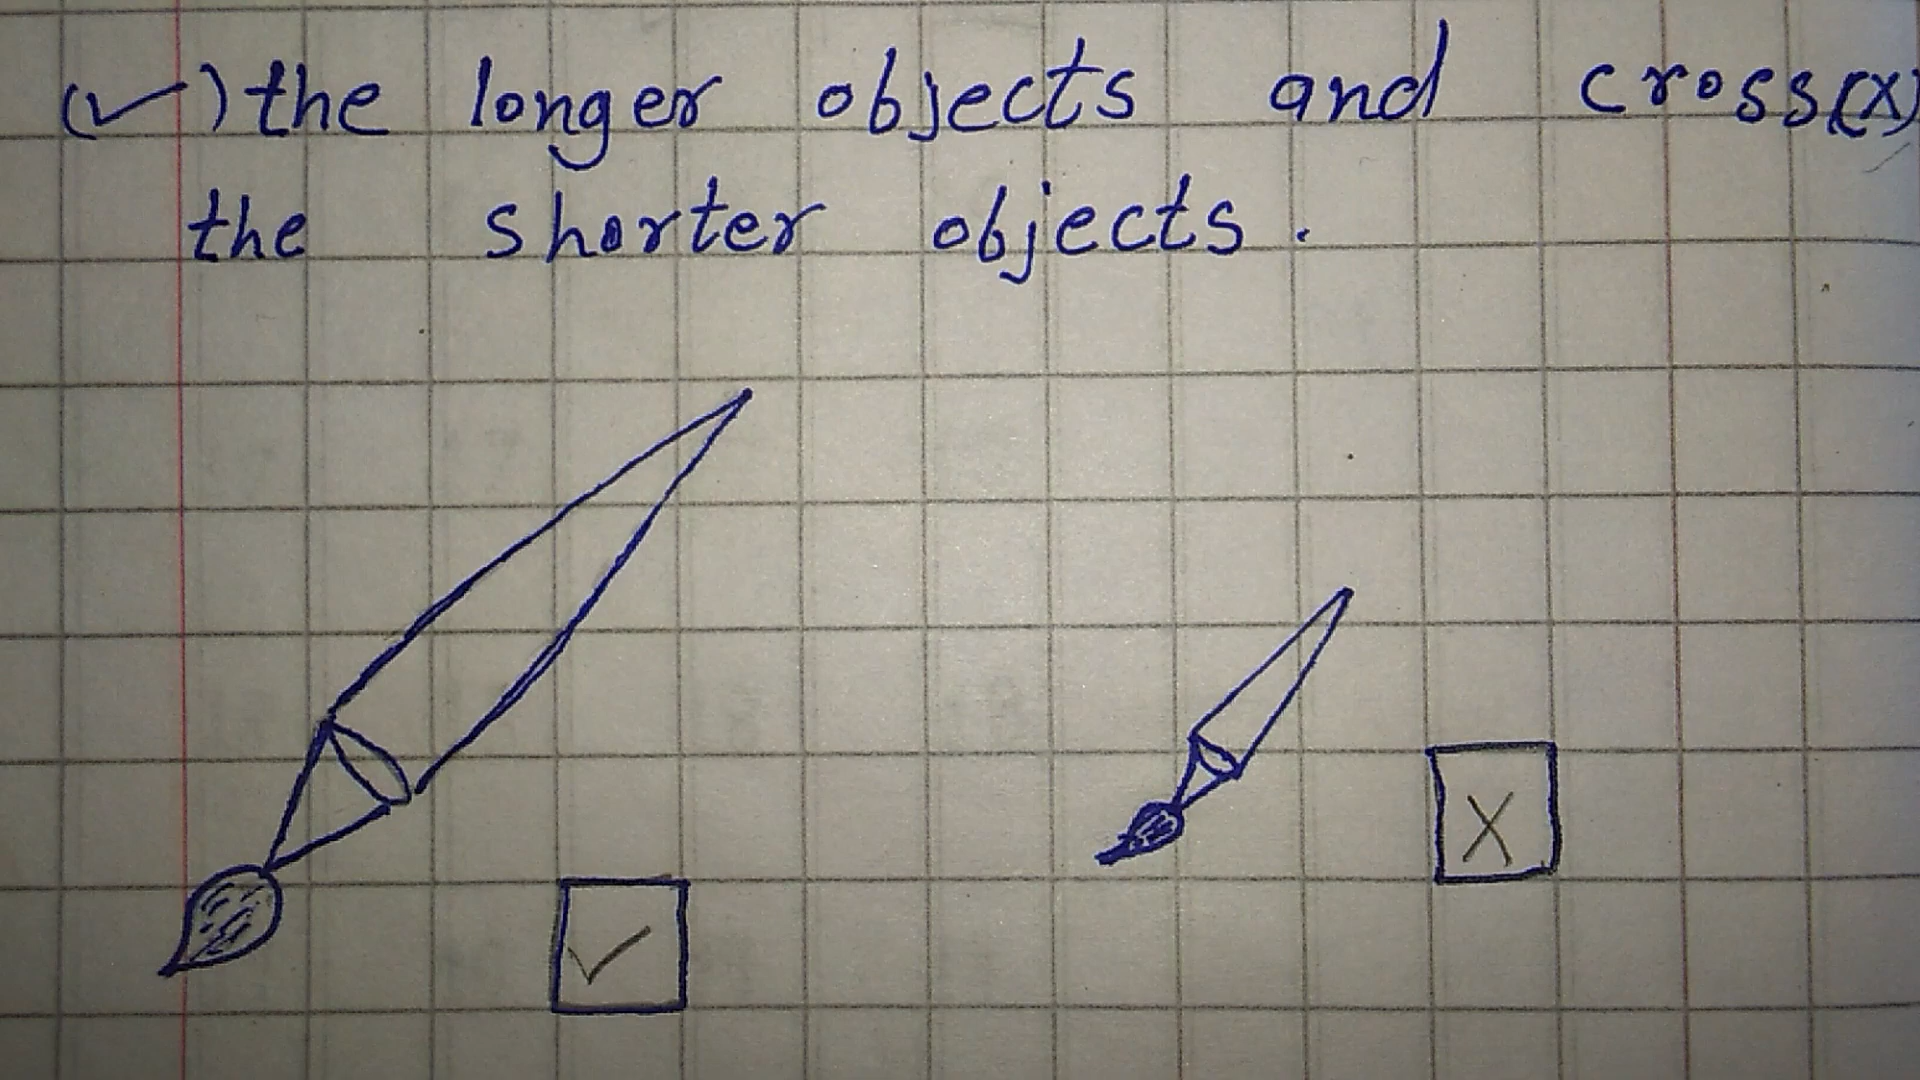 (✓) the longer objects and cross(X)
the shorter objects.
X
✓